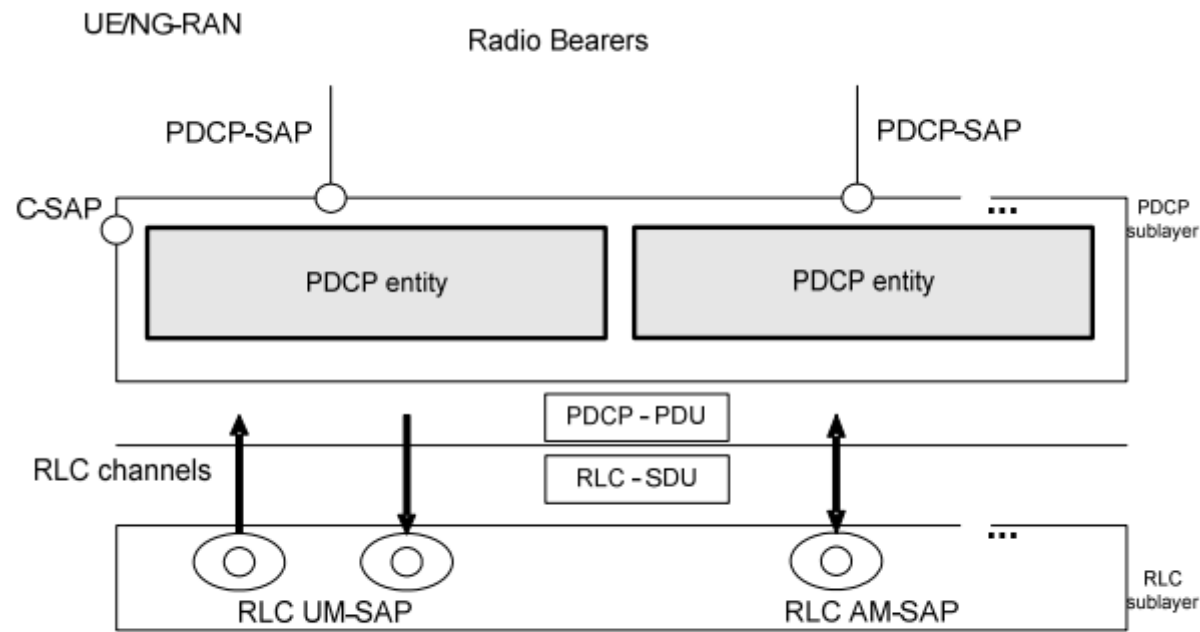 UE/NG-RAN
Radio Bearers
PDCP-SAP
PDCP-SAP
C-SAP
...
PDCP
sublayer
PDCP entity
PDCP entity
PDCP - PDU
RLC channels
RLC - SDU
...
RLC UM-SAP
RLC AM-SAP
RLC
sublayer